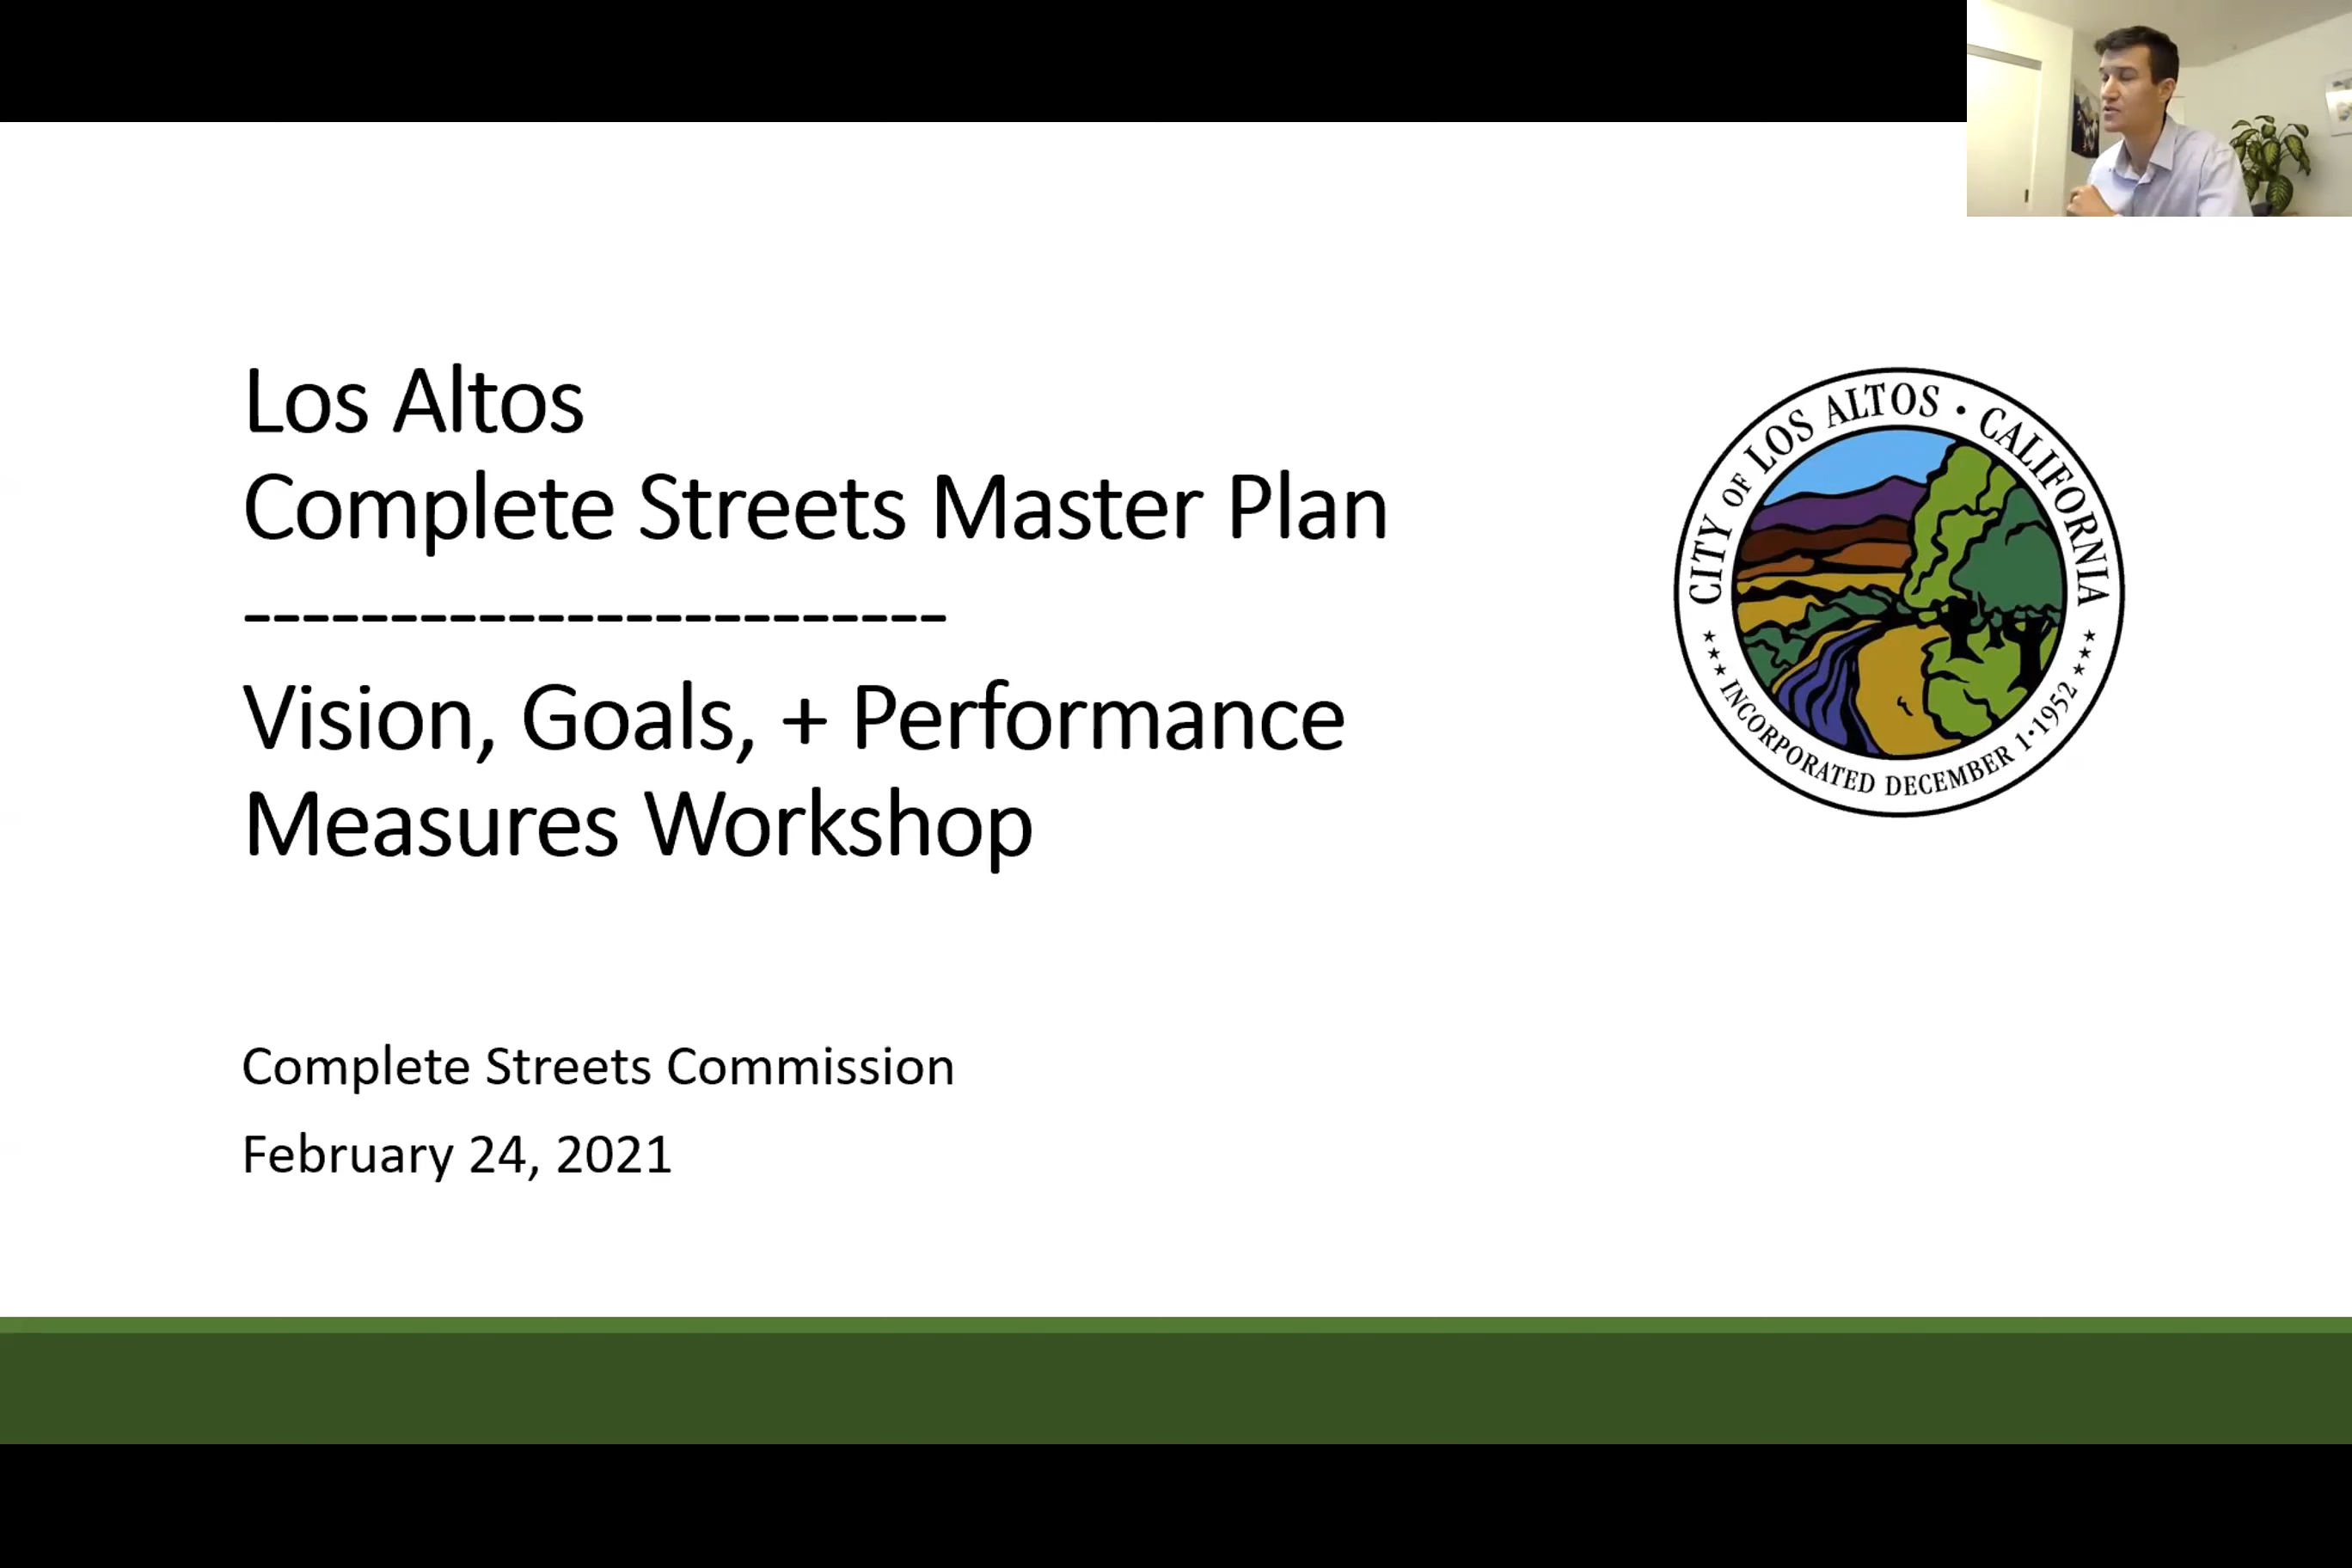 Los Altos
Complete Streets Master Plan
------------------------
Vision, Goals, + Performance
Measures Workshop
Complete Streets Commission
February 24, 2021
CITY OF LOS ALTOS • CALIFORNIA
INCORPORATED DECEMBER 1•1952